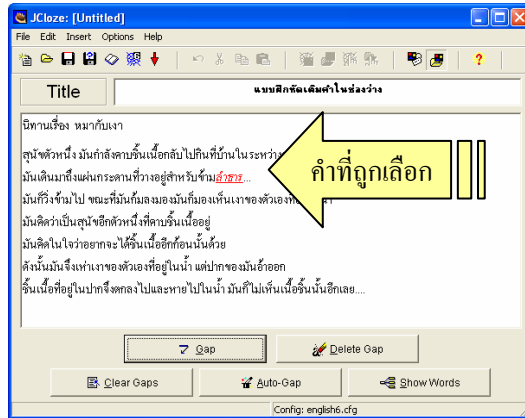 JCloze: [Untitled]
File Edit Insert Options Help
Title
แบบฝึกหัดเติมคำในช่องว่าง
นิทานเรื่อง หมากับเงา
สุนัขตัวหนึ่ง มันกำลังคาบชิ้นเนื้อกลับไปกินที่บ้านในระหว่าง
มันเดินมาถึงแผ่นกระดานที่วางอยู่สำหรับข้ามลำธาร...
คำที่ถูกเลือก
มันก็วิ่งข้ามไป ขณะที่มันก้มลงมองมันก็มองเห็นเงาของตัวเอง
มันคิดว่าเป็นสุนัขอีกตัวหนึ่งที่คาบชิ้นเนื้ออยู่
มันคิดในใจว่าอยากจะได้ชิ้นเนื้ออีกก้อนนั้นด้วย
ดังนั้นมันจึงเห่าเงาของตัวเองที่อยู่ในน้ำ แต่ปากของมันอ้าออก
ชิ้นเนื้อที่อยู่ในปากจึงตกลงไปและหายไปในน้ำ มันก็ไม่เห็นเนื้อชิ้นนั้นอีกเลย....
Gap Delete Gap
Clear Gaps Auto-Gap Show Words
Config: english6.cfg